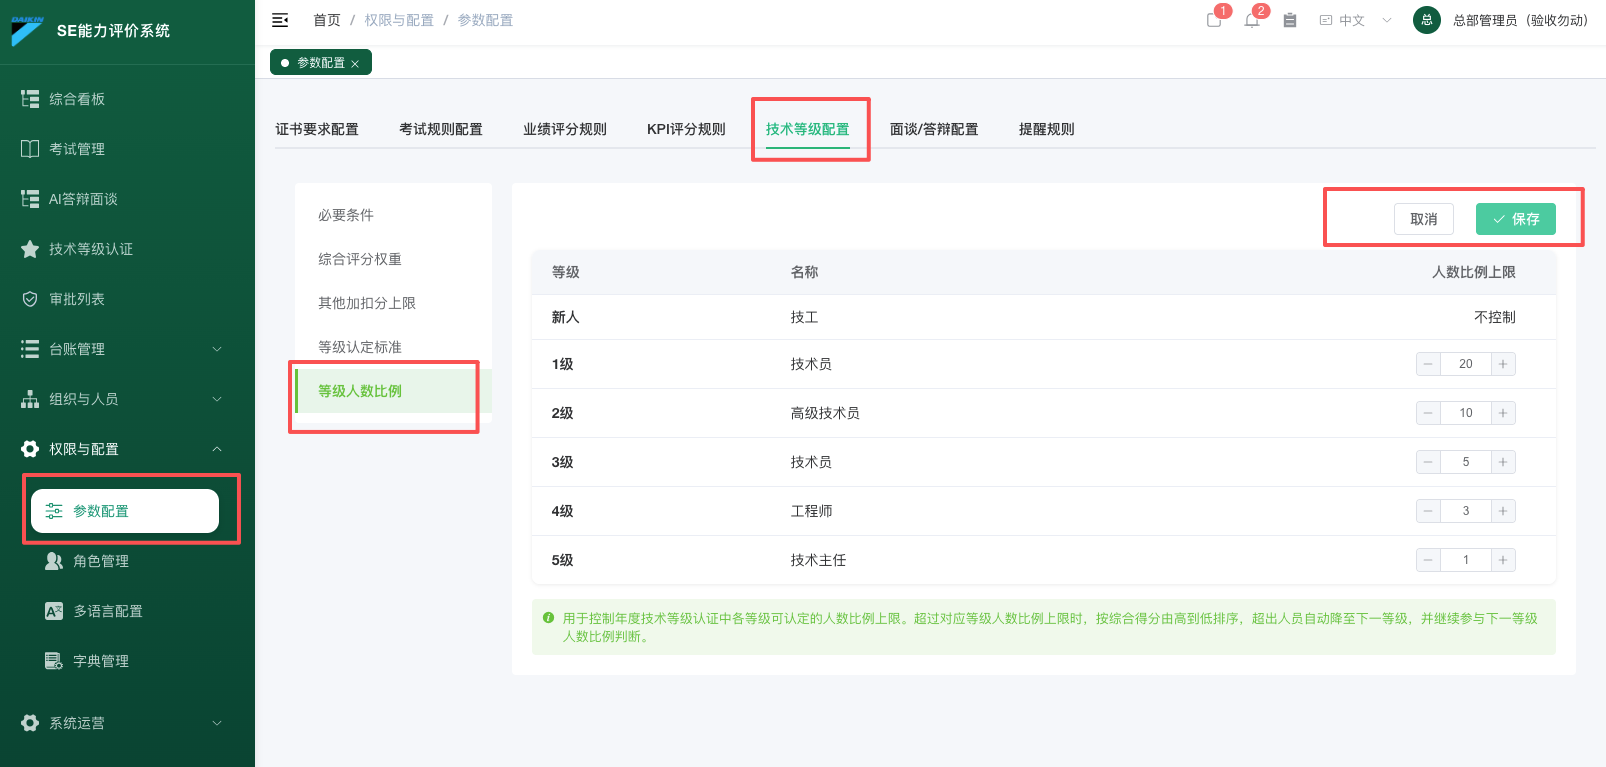 DAIKIN
SE能力评价系统
首页 / 权限与配置 / 参数配置
1
2
中文
总
总部管理员（验收勿动）
参数配置
综合看板
考试管理
AI答辩面谈
技术等级认证
审批列表
台账管理
组织与人员
权限与配置
参数配置
角色管理
多语言配置
字典管理
系统运营
证书要求配置
考试规则配置
业绩评分规则
KPI评分规则
技术等级配置
面谈/答辩配置
提醒规则
必要条件
综合评分权重
其他加扣分上限
等级认定标准
等级人数比例
取消
保存
等级 名称 人数比例上限
新人 技工 不控制
1级 技术员 20
2级 高级技术员 10
3级 技术员 5
4级 工程师 3
5级 技术主任 1
用于控制年度技术等级认证中各等级可认定的人数比例上限。超过对应等级人数比例上限时，按综合得分由高到低排序，超出人员自动降至下一等级，并继续参与下一等级
人数比例判断。